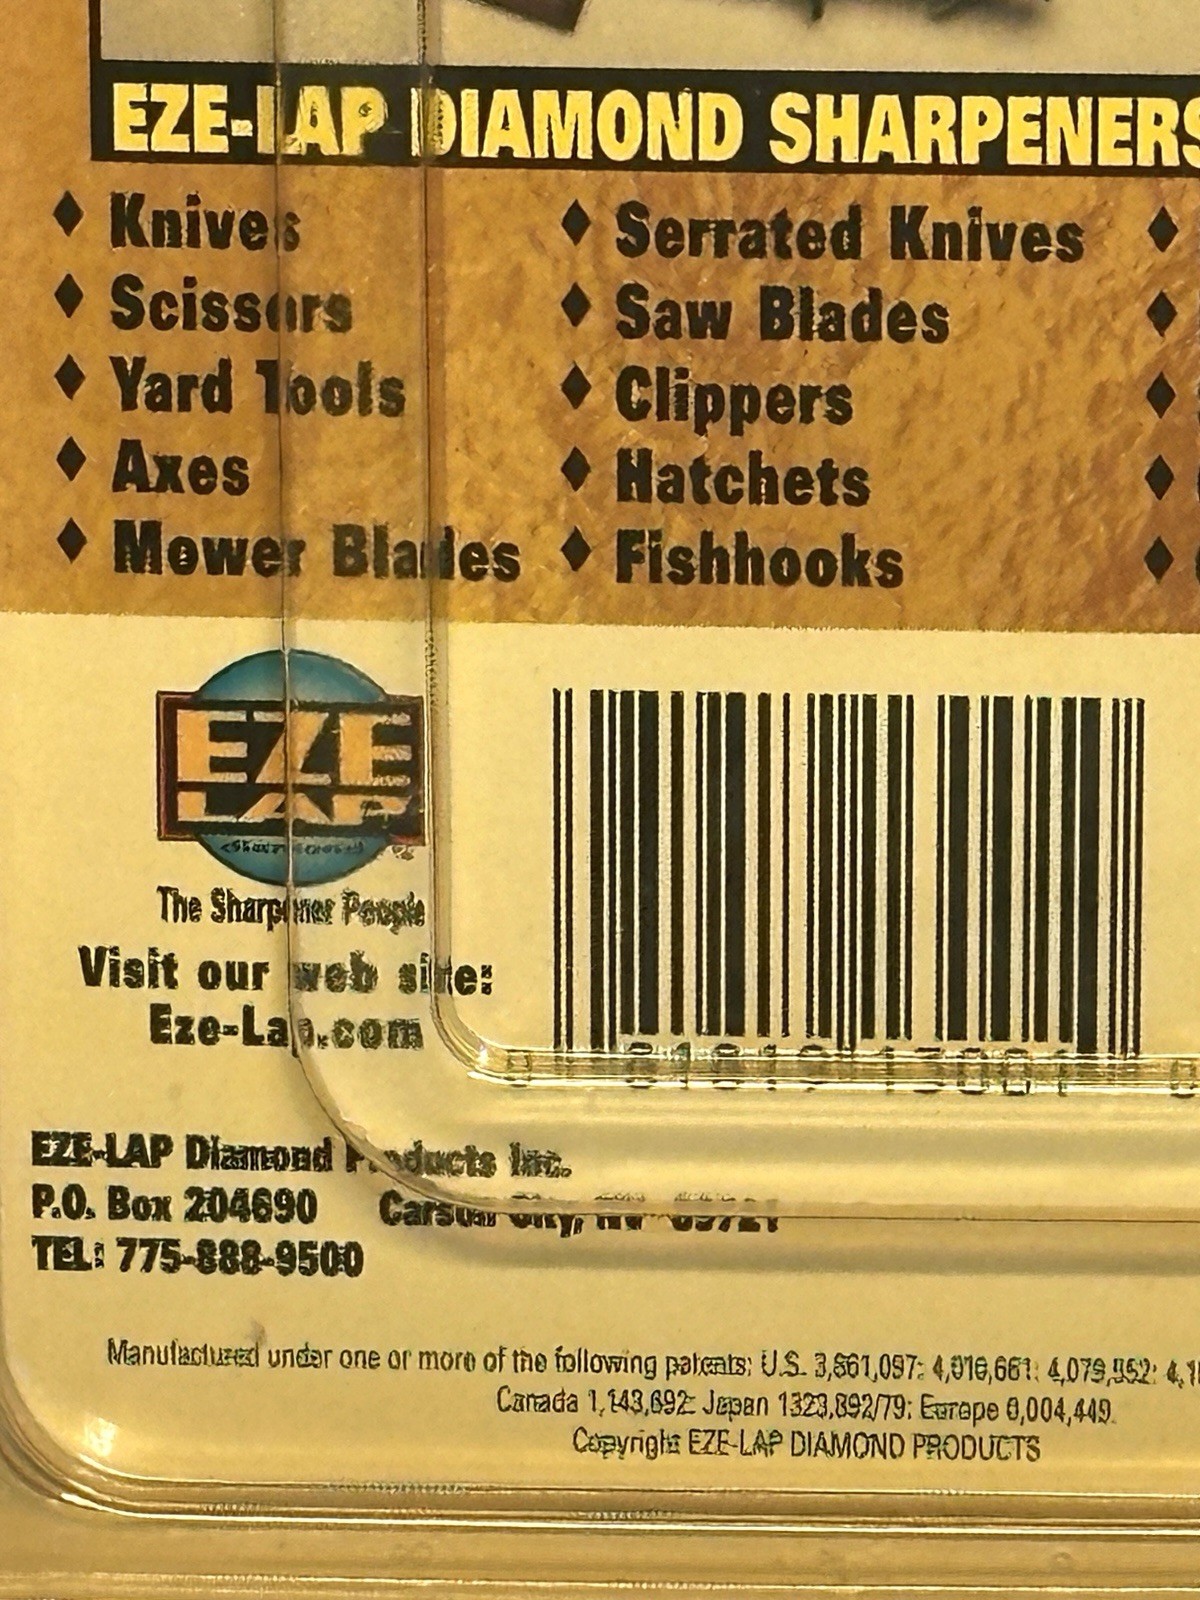 EZE-LAP DIAMOND SHARPENERS
♦ Knives
♦ Scissors
♦ Yard Tools
♦ Axes
♦ Mower Blades
♦ Serrated Knives
♦ Saw Blades
♦ Clippers
♦ Hatchets
♦ Fishhooks
EZE
LAP
The Sharpener People
Visit our web site:
Eze-Lap.com
EZE-LAP Diamond Products Inc.
P.O. Box 204690 Carson City, NV 89721
TEL: 775-888-9500
Manufactured under one or more of the following patents: U.S. 3,861,097; 4,016,661; 4,079,552;
Canada 1,143,692; Japan 1323,892/79; Europe 0,004,449.
Copyright EZE-LAP DIAMOND PRODUCTS